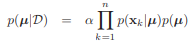 p(μ|𝒟) = α ∏_{k=1}^{n} p(x_k|μ)p(μ)